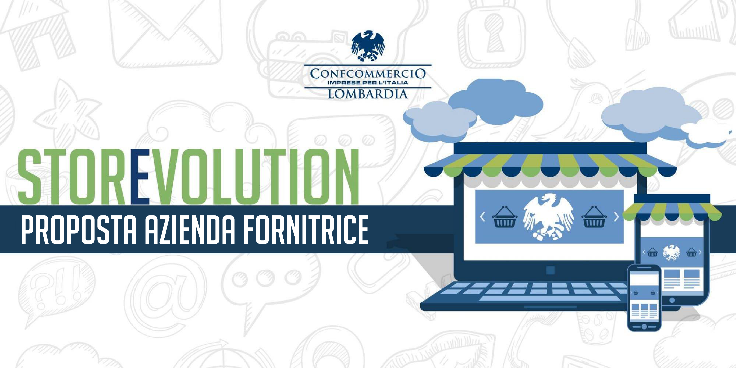 CONFCOMMERCIO
IMPRESE PER L'ITALIA
LOMBARDIA
STOREVOLUTION
PROPOSTA AZIENDA FORNITRICE
?!!
@